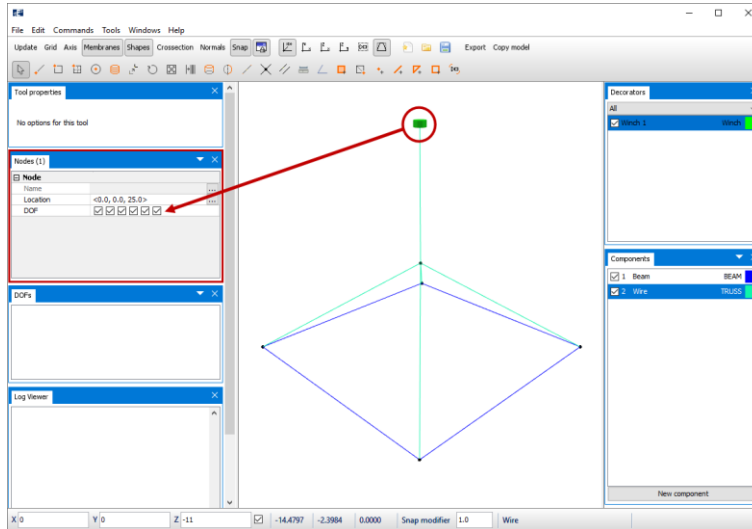 File Edit Commands Tools Windows Help
Update Grid Axis Membranes Shapes Crossection Normals Snap Export Copy model
Tool properties
No options for this tool
Nodes (1)
Node
Name
Location <0.0, 0.0, 25.0>
DOF
DOFs
Log Viewer
Decorators
All
Winch 1 Winch
Components
1 Beam BEAM
2 Wire TRUSS
New component
X 0 Y 0 Z -11 -14.4797 -2.3984 0.0000 Snap modifier 1.0 Wire